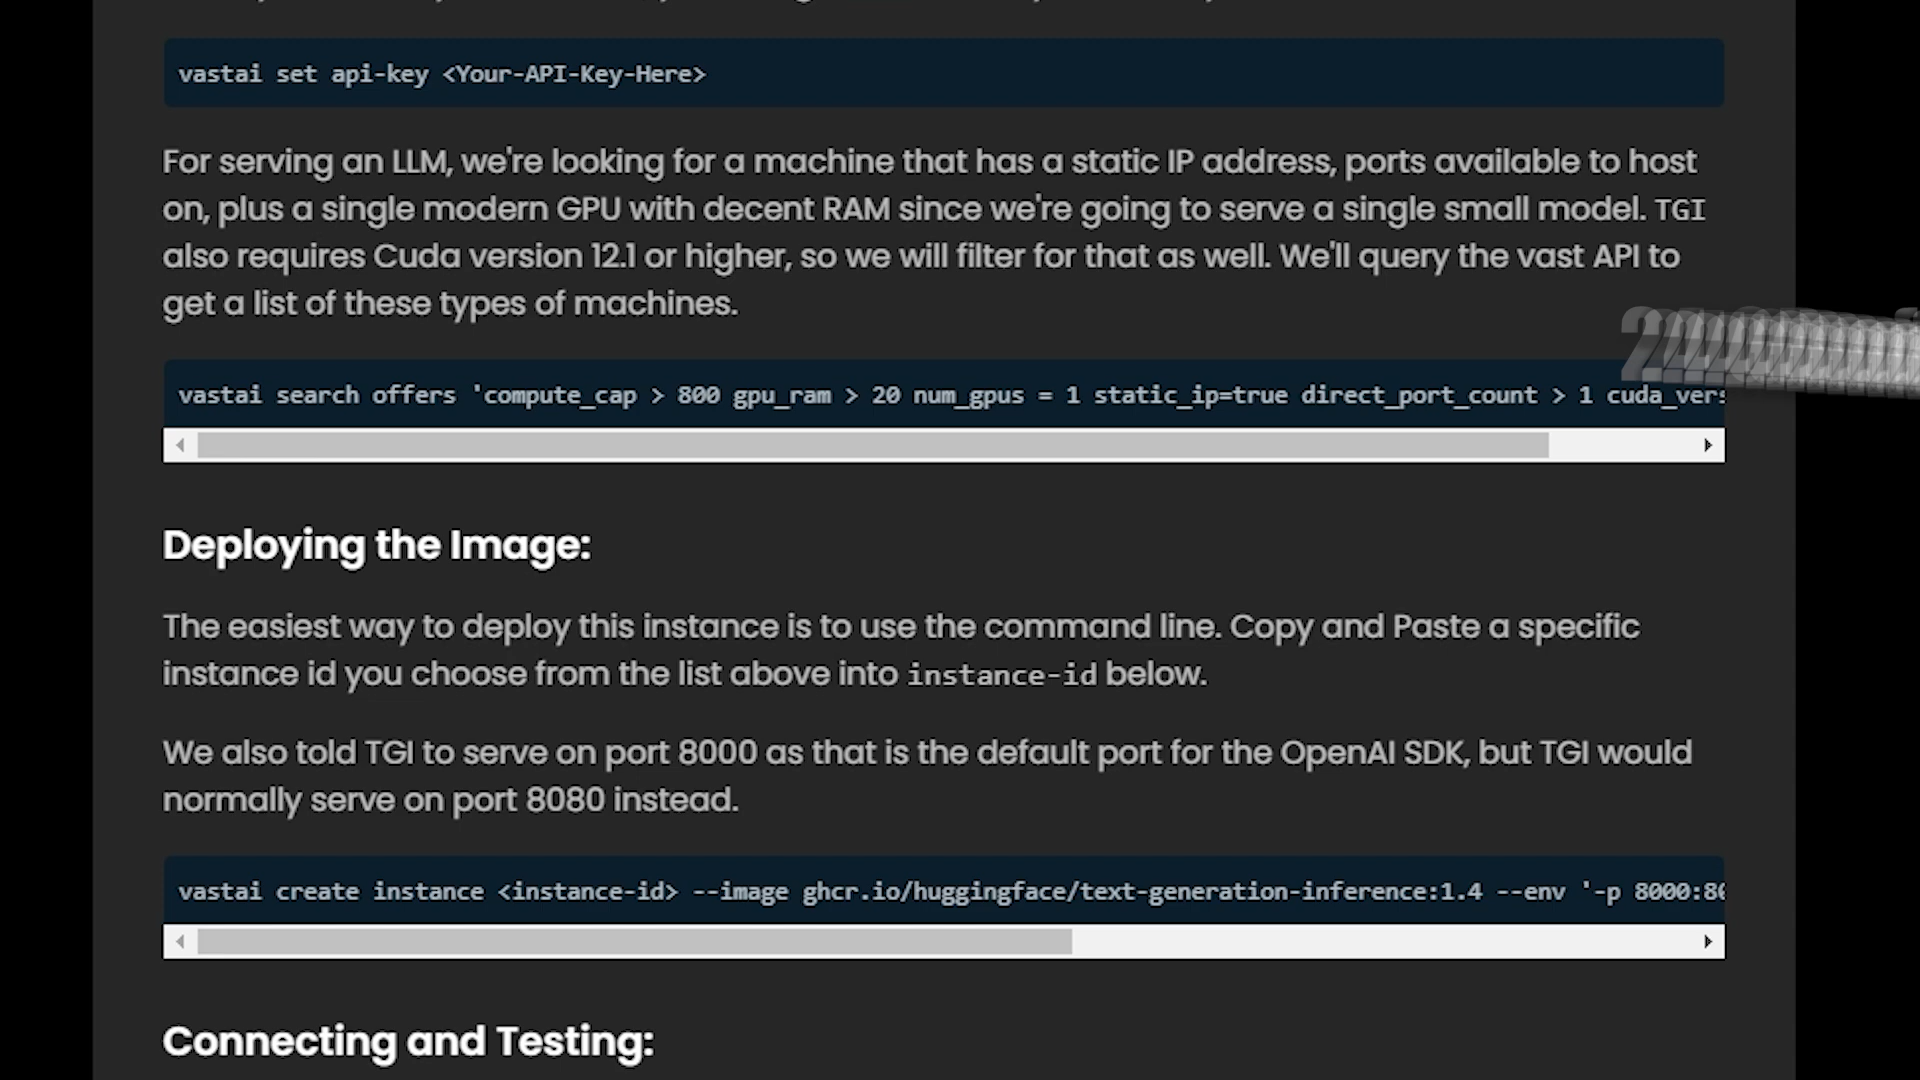 vastai set api-key <Your-API-Key-Here>
For serving an LLM, we're looking for a machine that has a static IP address, ports available to host
on, plus a single modern GPU with decent RAM since we're going to serve a single small model. TGI
also requires Cuda version 12.1 or higher, so we will filter for that as well. We'll query the vast API to
get a list of these types of machines.
vastai search offers 'compute_cap > 800 gpu_ram > 20 num_gpus = 1 static_ip=true direct_port_count > 1 cuda_vers
Deploying the Image:
The easiest way to deploy this instance is to use the command line. Copy and Paste a specific
instance id you choose from the list above into instance-id below.
We also told TGI to serve on port 8000 as that is the default port for the OpenAI SDK, but TGI would
normally serve on port 8080 instead.
vastai create instance <instance-id> --image ghcr.io/huggingface/text-generation-inference:1.4 --env '-p 8000:80
Connecting and Testing: